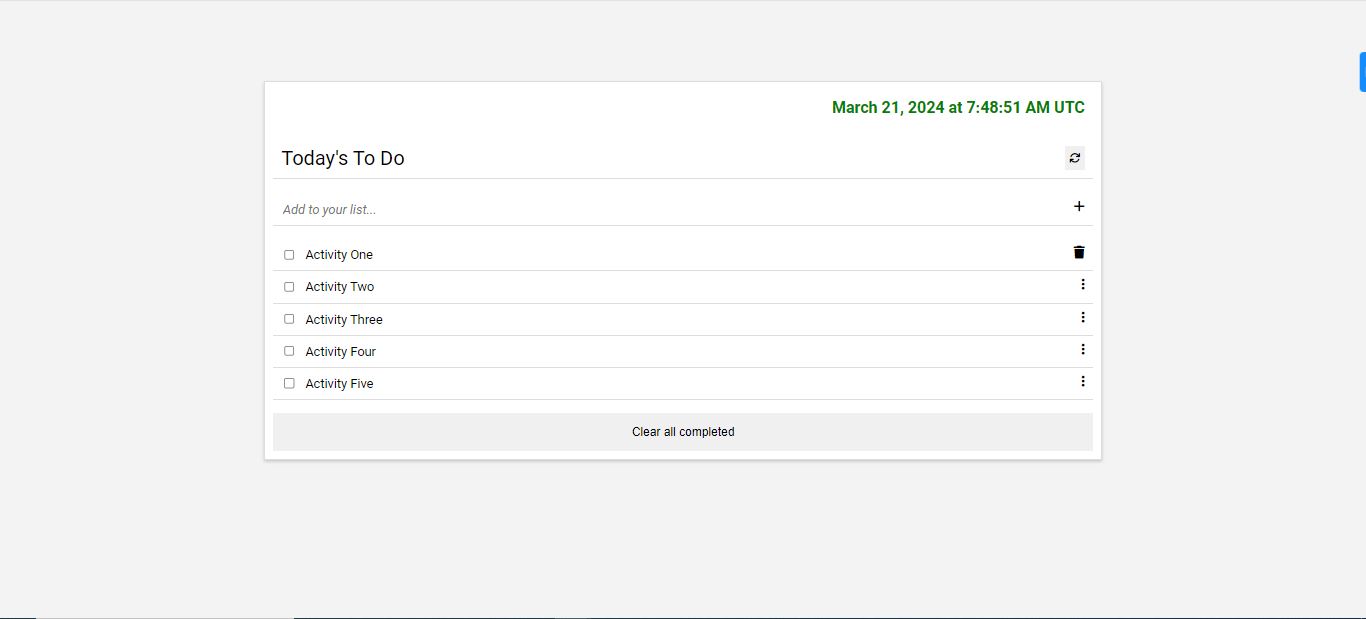 March 21, 2024 at 7:48:51 AM UTC
Today's To Do
Add to your list...
Activity One
Activity Two
Activity Three
Activity Four
Activity Five
Clear all completed